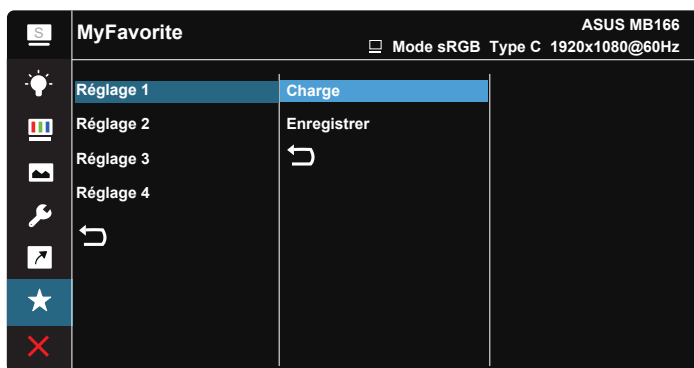 S
MyFavorite
ASUS MB166
Mode sRGB Type C 1920x1080@60Hz
Réglage 1
Charge
Réglage 2
Enregistrer
Réglage 3
Réglage 4